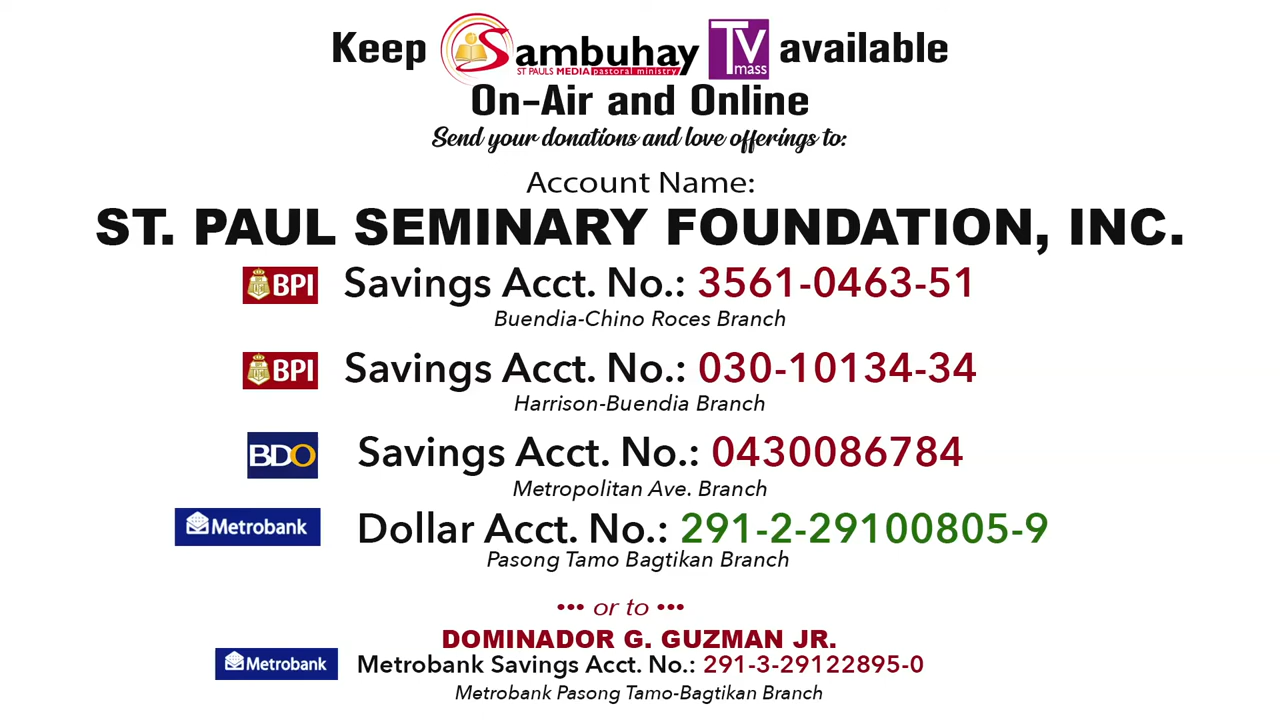 Keep Sambuhay TV mass available
ST PAULS MEDIA pastoral ministry
On-Air and Online
Send your donations and love offerings to:
Account Name:
ST. PAUL SEMINARY FOUNDATION, INC.
BPI Savings Acct. No.: 3561-0463-51
Buendia-Chino Roces Branch
BPI Savings Acct. No.: 030-10134-34
Harrison-Buendia Branch
BDO Savings Acct. No.: 0430086784
Metropolitan Ave. Branch
Metrobank Dollar Acct. No.: 291-2-29100805-9
Pasong Tamo Bagtikan Branch
••• or to •••
DOMINADOR G. GUZMAN JR.
Metrobank Metrobank Savings Acct. No.: 291-3-29122895-0
Metrobank Pasong Tamo-Bagtikan Branch